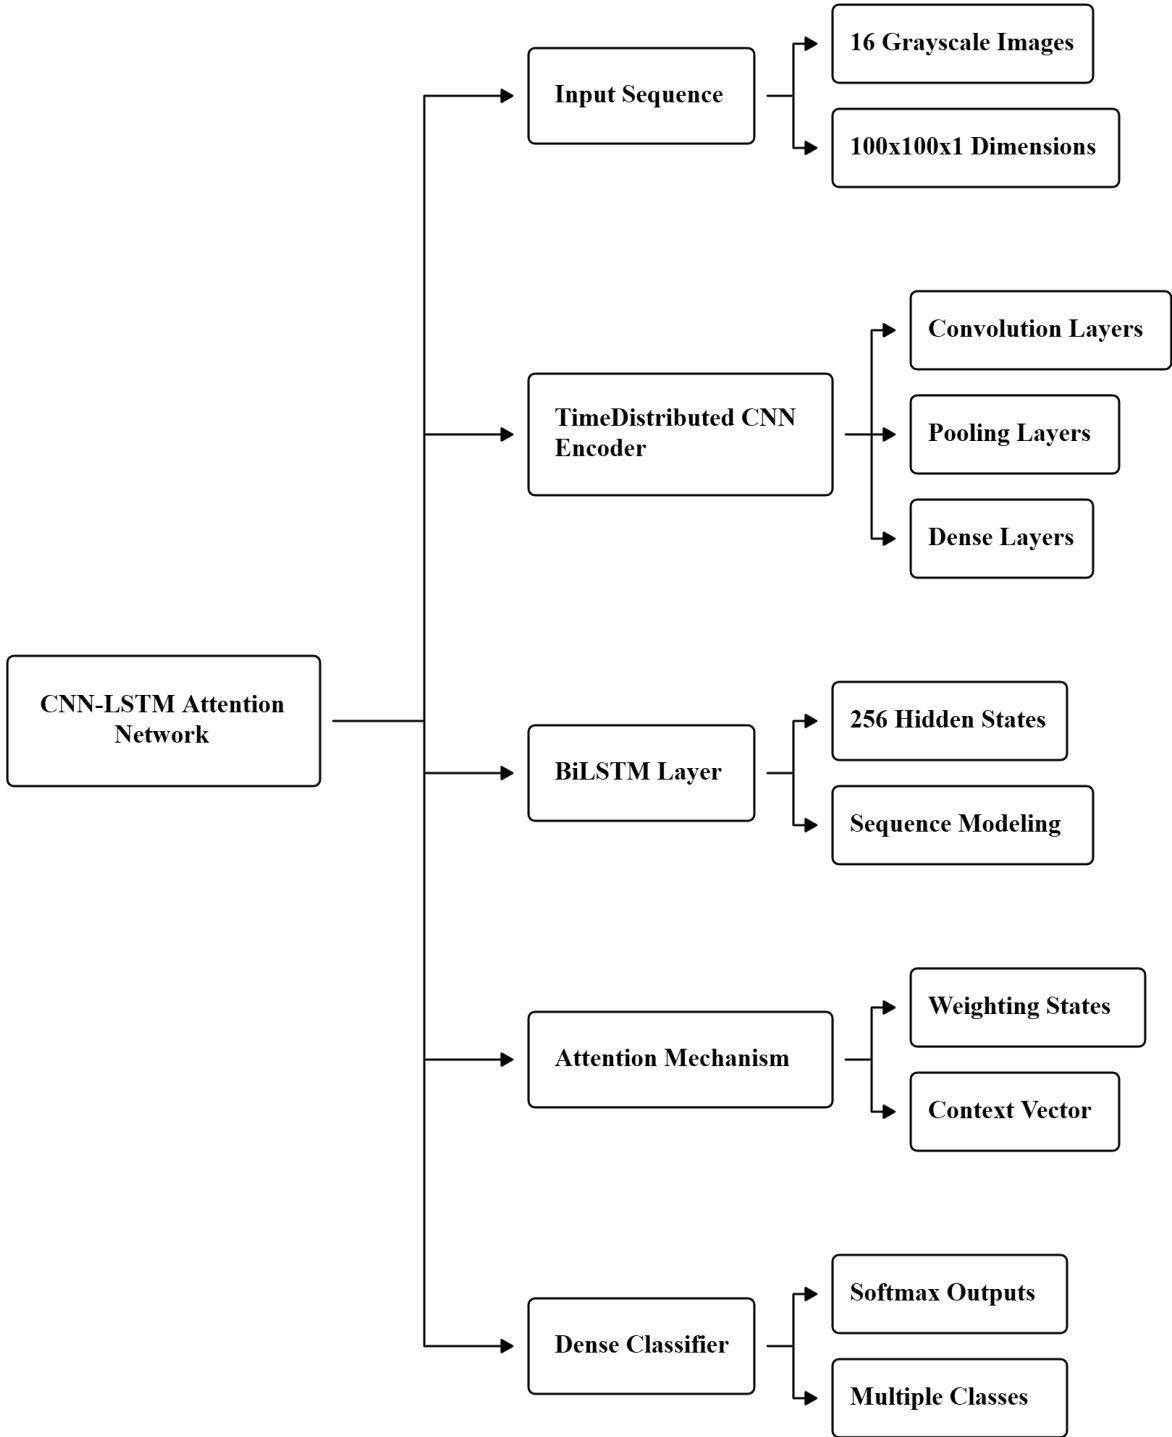 16 Grayscale Images
Input Sequence
100x100x1 Dimensions
Convolution Layers
TimeDistributed CNN
Encoder
Pooling Layers
Dense Layers
CNN-LSTM Attention
Network
256 Hidden States
BiLSTM Layer
Sequence Modeling
Weighting States
Attention Mechanism
Context Vector
Softmax Outputs
Dense Classifier
Multiple Classes